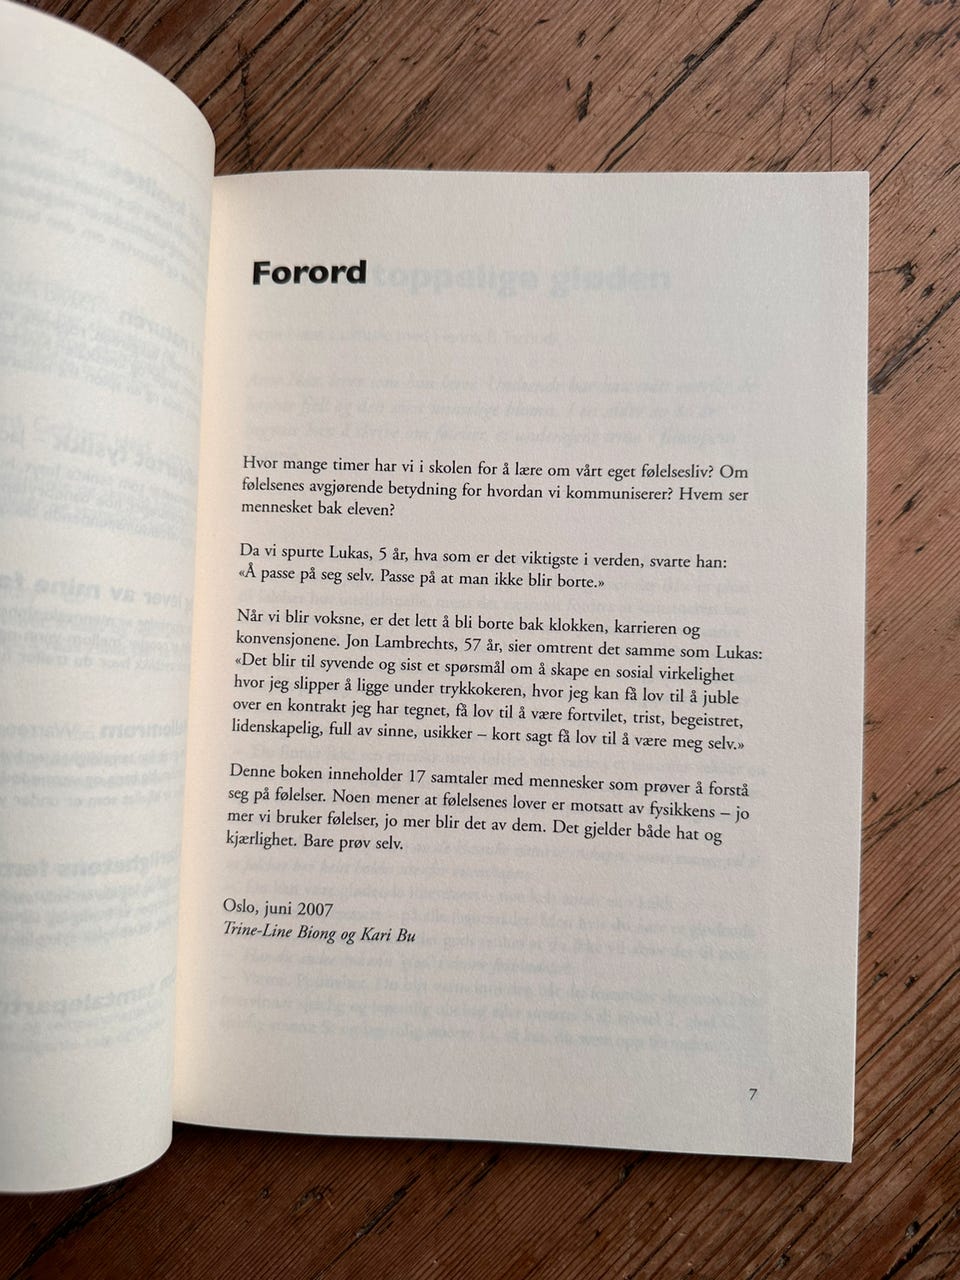 Forord
Hvor mange timer har vi i skolen for å lære om vårt eget følelsesliv? Om
følelsenes avgjørende betydning for hvordan vi kommuniserer? Hvem ser
mennesket bak eleven?
Da vi spurte Lukas, 5 år, hva som er det viktigste i verden, svarte han:
«Å passe på seg selv. Passe på at man ikke blir borte.»
Når vi blir voksne, er det lett å bli borte bak klokken, karrieren og
konvensjonene. Jon Lambrechts, 57 år, sier omtrent det samme som Lukas:
«Det blir til syvende og sist et spørsmål om å skape en sosial virkelighet
hvor jeg slipper å ligge under trykkokeren, hvor jeg kan få lov til å juble
over en kontrakt jeg har tegnet, få lov til å være fortvilet, trist, begeistret,
lidenskapelig, full av sinne, usikker – kort sagt få lov til å være meg selv.»
Denne boken inneholder 17 samtaler med mennesker som prøver å forstå
seg på følelser. Noen mener at følelsenes lover er motsatt av fysikkens – jo
mer vi bruker følelser, jo mer blir det av dem. Det gjelder både hat og
kjærlighet. Bare prøv selv.
Oslo, juni 2007
Trine-Line Biong og Kari Bu
7